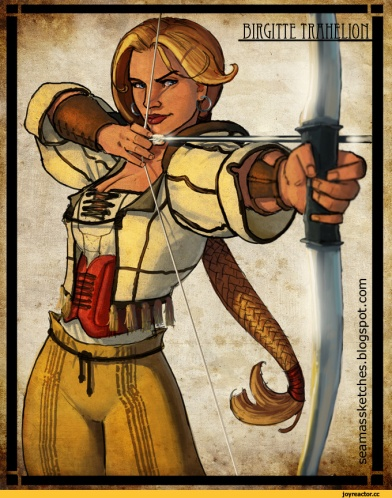 BIRGITTE TRAHELION
seamassketches.blogspot.com
joyreactor.cc